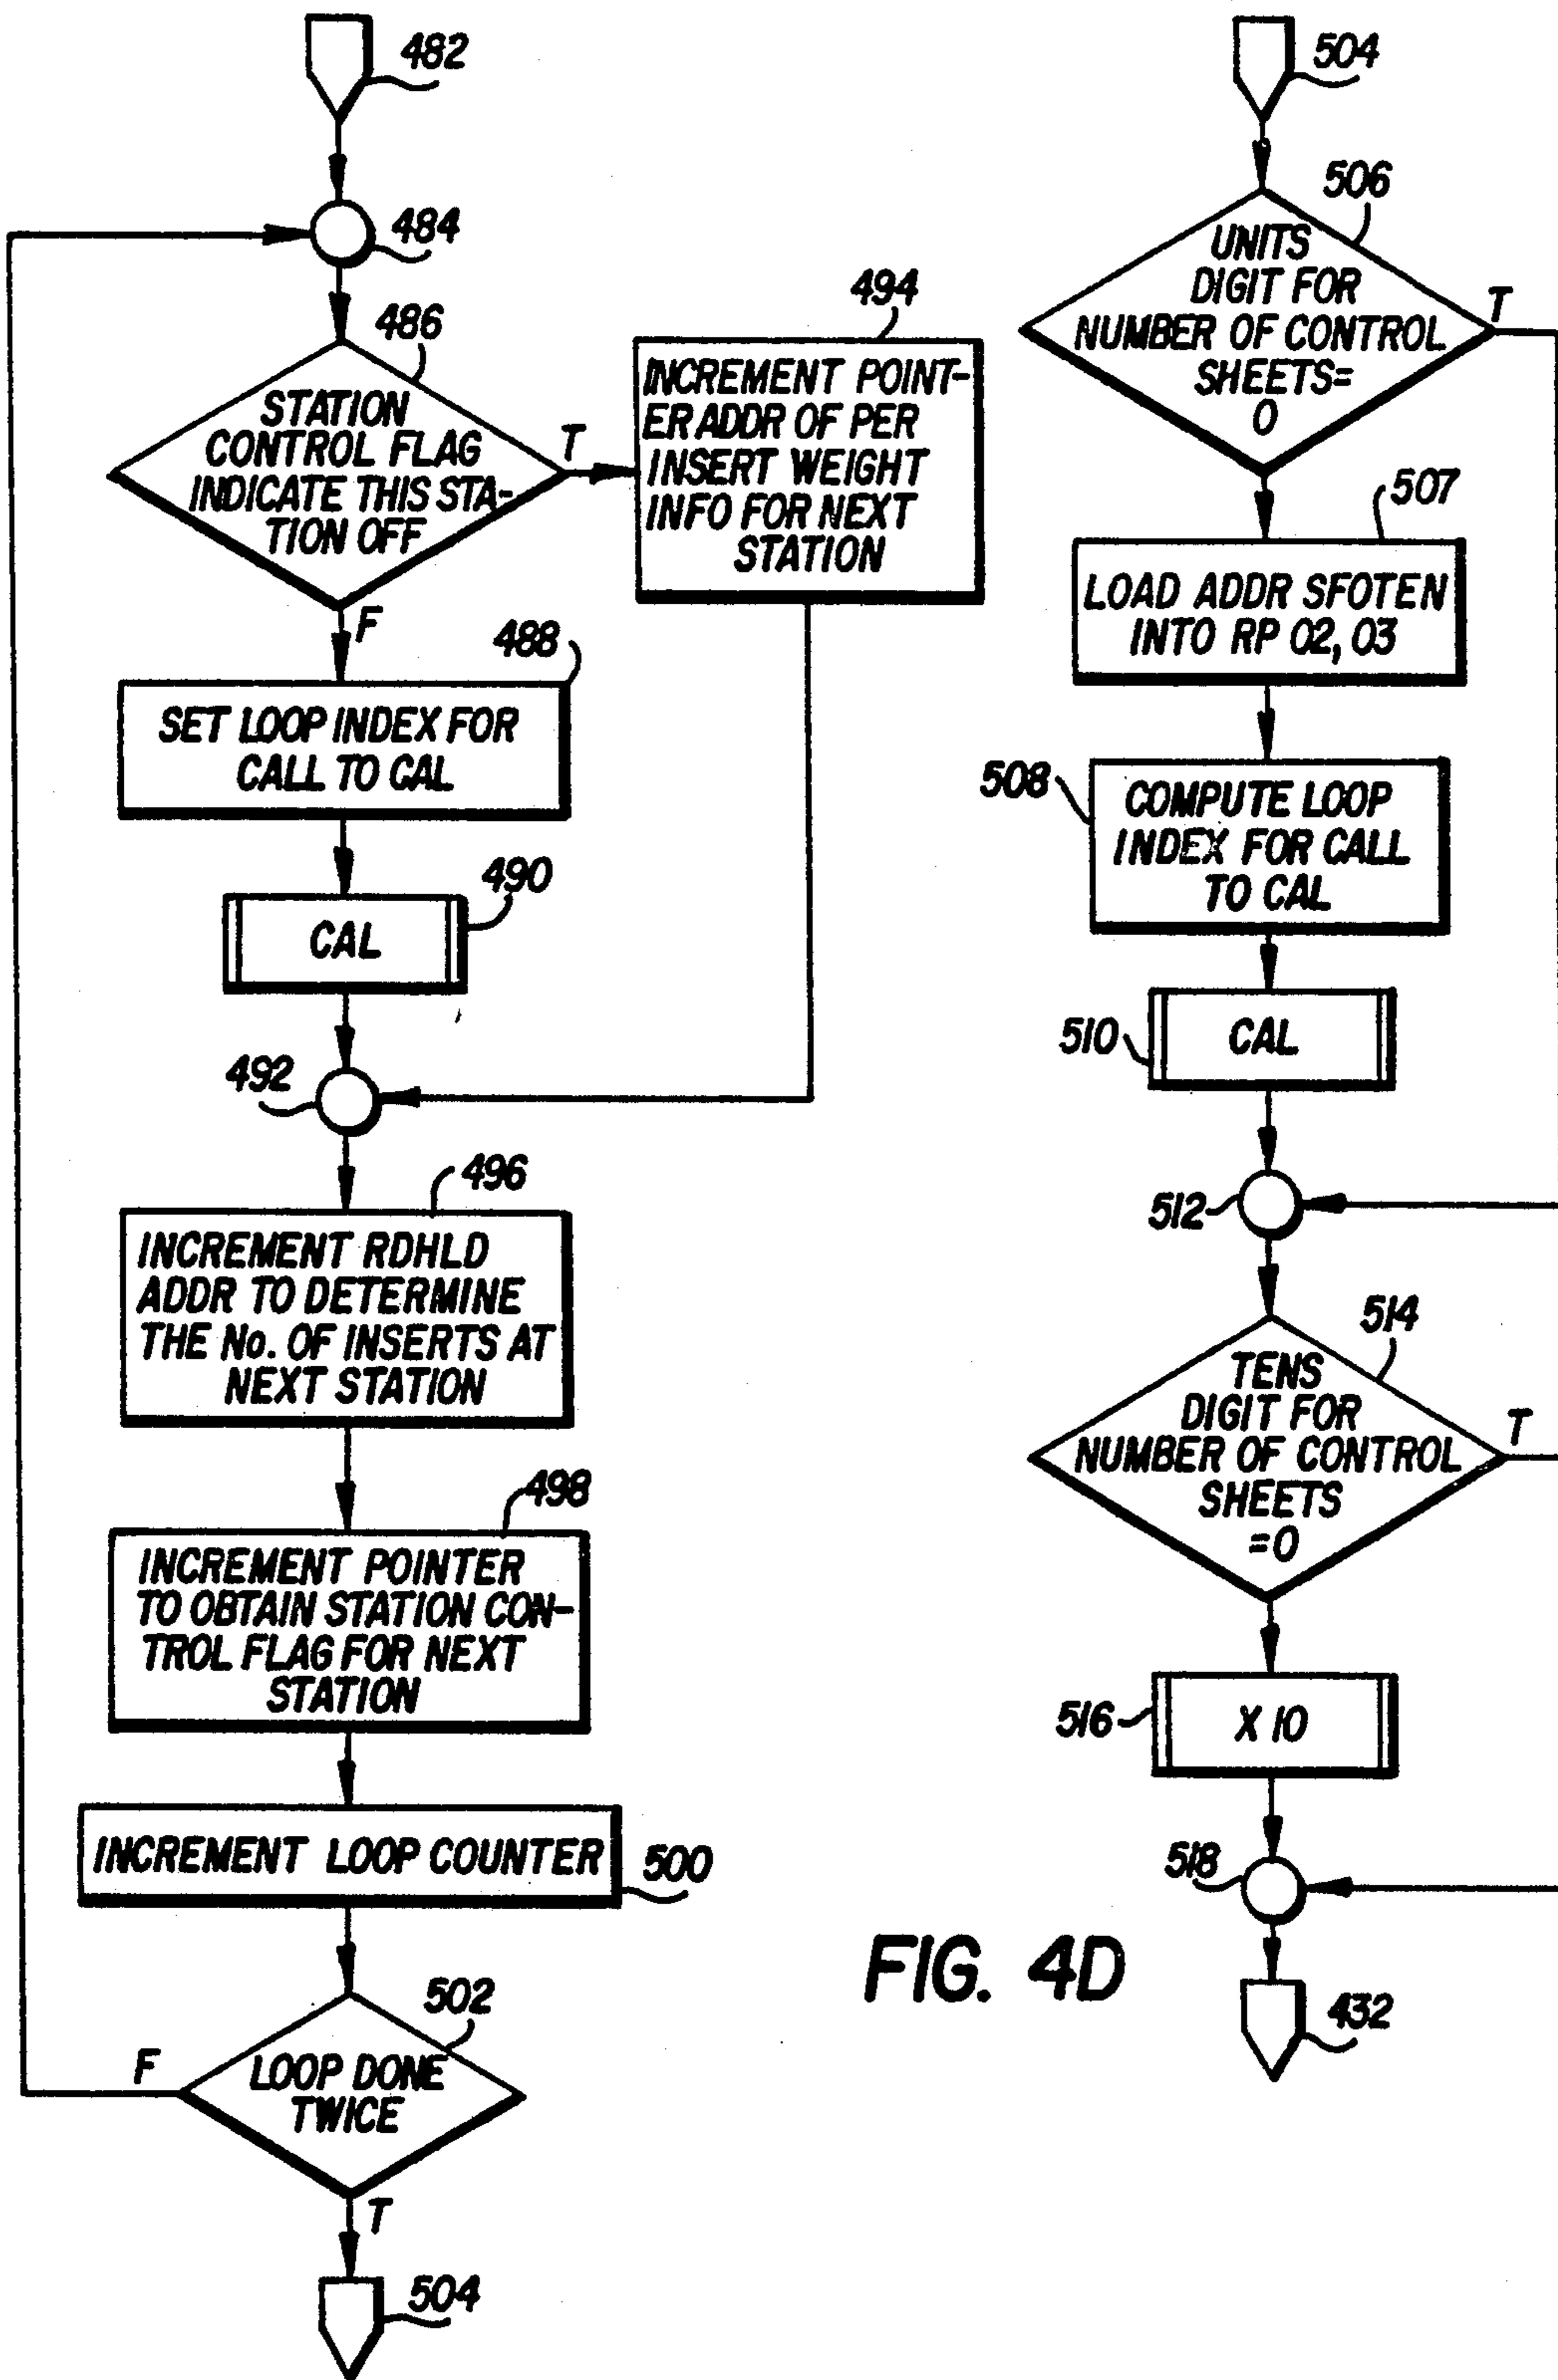 482
484
486
STATION
CONTROL FLAG
INDICATE THIS STA-
TION OFF
T
F
494
INCREMENT POINT-
ER ADDR OF PER
INSERT WEIGHT
INFO FOR NEXT
STATION
488
SET LOOP INDEX FOR
CALL TO CAL
490
CAL
492
496
INCREMENT RDHLD
ADDR TO DETERMINE
THE No. OF INSERTS AT
NEXT STATION
498
INCREMENT POINTER
TO OBTAIN STATION CON-
TROL FLAG FOR NEXT
STATION
INCREMENT LOOP COUNTER
500
502
F
LOOP DONE
TWICE
T
504
504
506
UNITS
DIGIT FOR
NUMBER OF CONTROL
SHEETS=
0
T
507
LOAD ADDR SFOTEN
INTO RP 02, 03
508
COMPUTE LOOP
INDEX FOR CALL
TO CAL
510
CAL
512
514
TENS
DIGIT FOR
NUMBER OF CONTROL
SHEETS
=0
T
516
X 10
518
432
FIG. 4D